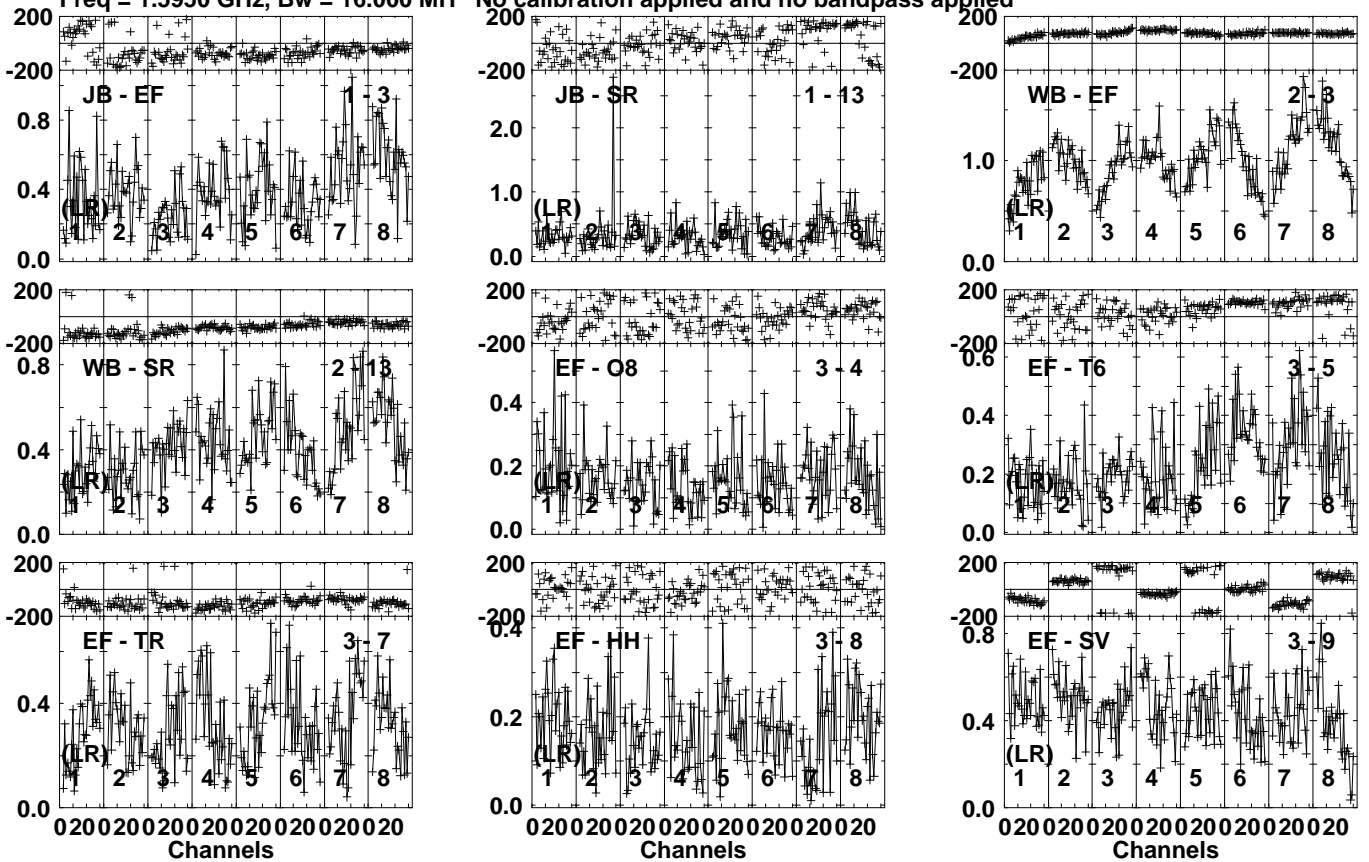 Freq = 1.5950 GHz, Bw = 16.000 MH No calibration applied and no bandpass applied
200
-200
JB - EF 1 - 3
0.8
0.4
0.0
(LR)
1 2 3 4 5 6 7 8
200
-200
JB - SR 1 - 13
2.0
1.0
0.0
(LR)
1 2 3 4 5 6 7 8
200
-200
WB - EF 2 - 3
1.0
0.0
(LR)
1 2 3 4 5 6 7 8
200
-200
WB - SR 2 - 13
0.8
0.4
0.0
(LR)
1 2 3 4 5 6 7 8
200
-200
EF - O8 3 - 4
0.4
0.2
0.0
(LR)
1 2 3 4 5 6 7 8
200
-200
EF - T6 3 - 5
0.6
0.4
0.2
0.0
(LR)
1 2 3 4 5 6 7 8
200
-200
EF - TR 3 - 7
0.4
0.0
(LR)
1 2 3 4 5 6 7 8
0 20 0 20 0 20 0 20 0 20 0 20 0 20 0 20
Channels
200
-200
EF - HH 3 - 8
0.4
0.2
0.0
(LR)
1 2 3 4 5 6 7 8
0 20 0 20 0 20 0 20 0 20 0 20 0 20 0 20
Channels
200
-200
EF - SV 3 - 9
0.8
0.4
0.0
(LR)
1 2 3 4 5 6 7 8
0 20 0 20 0 20 0 20 0 20 0 20 0 20 0 20
Channels